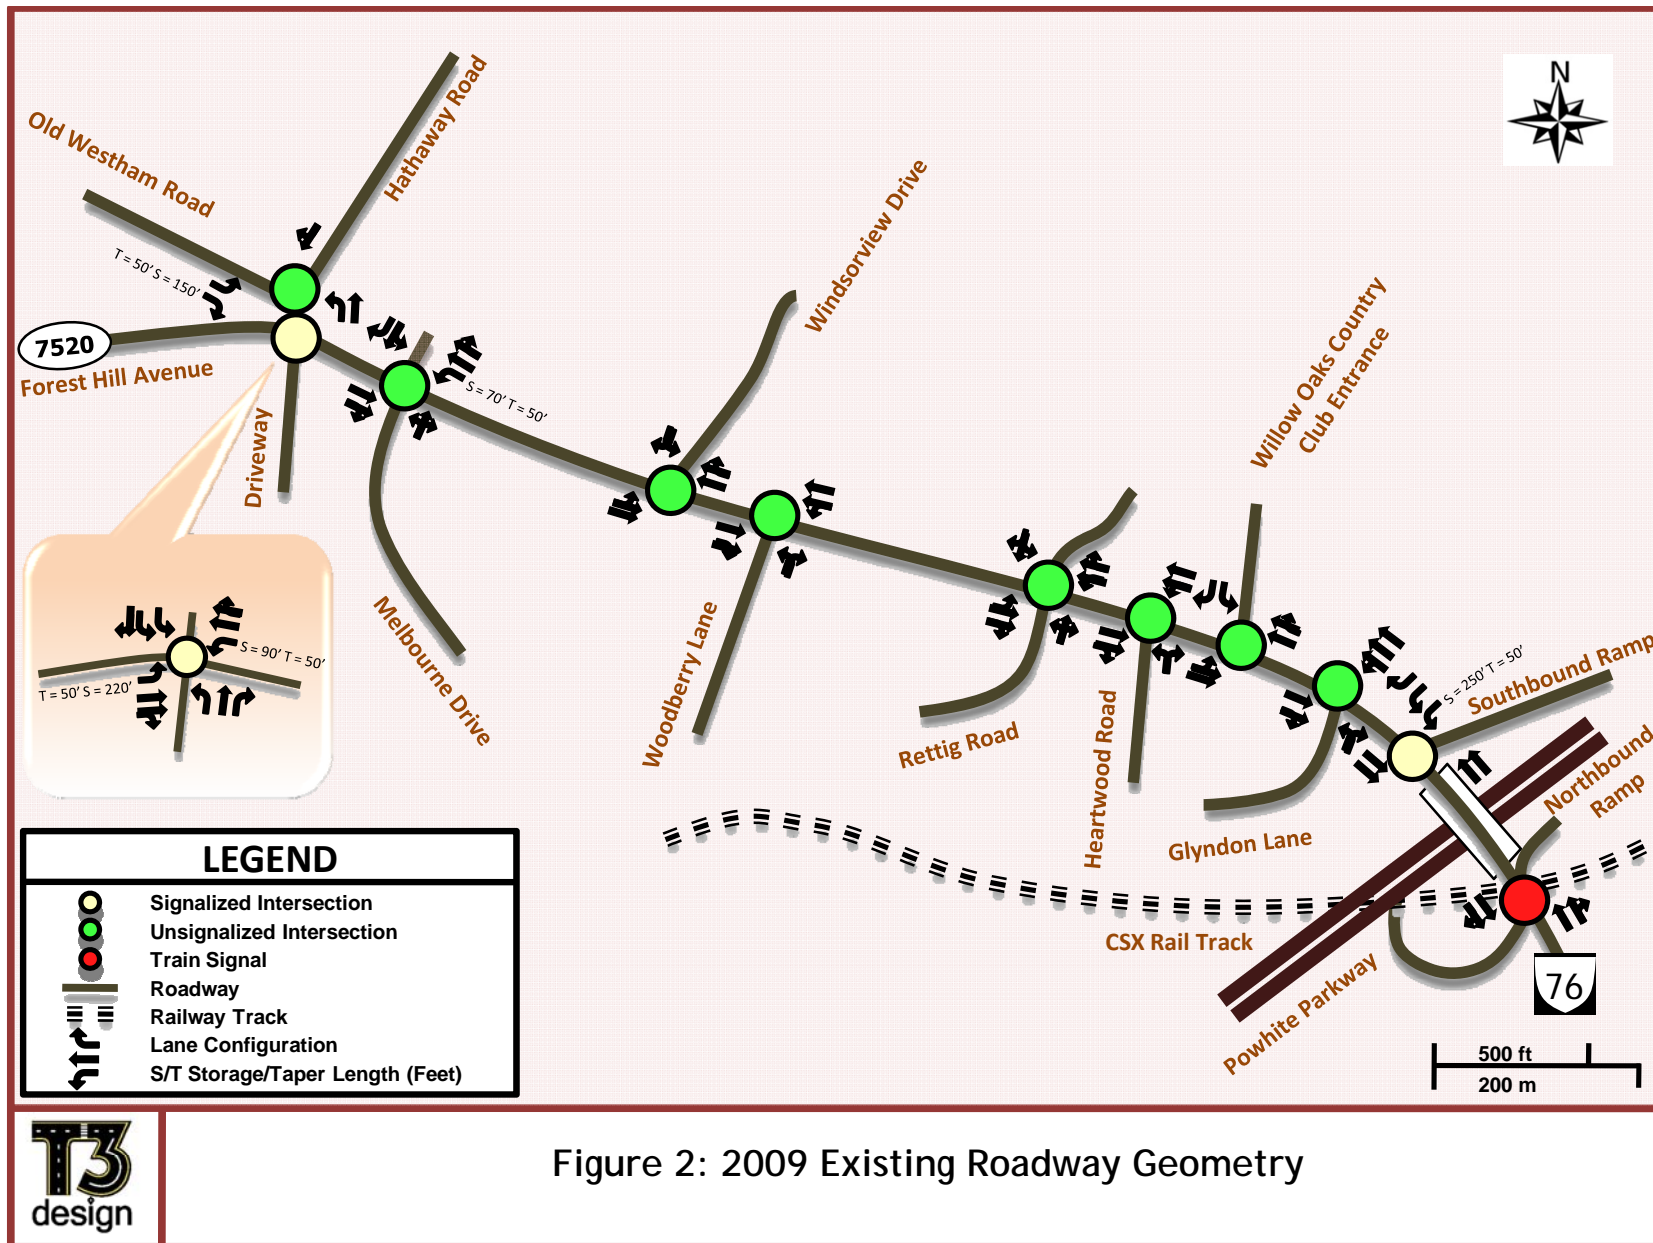 N
Old Westham Road
Hathaway Road
Windsorview Drive
T = 50' S = 150'
7520
Forest Hill Avenue
Driveway
S = 70' T = 50'
Willow Oaks Country
Club Entrance
S = 90' T = 50'
T = 50' S = 220'
Melbourne Drive
Woodberry Lane
Rettig Road
Heartwood Road
Glyndon Lane
S = 250' T = 50'
Southbound Ramp
Northbound
Ramp
CSX Rail Track
Powhite Parkway
76
LEGEND
Signalized Intersection
Unsignalized Intersection
Train Signal
Roadway
Railway Track
Lane Configuration
S/T Storage/Taper Length (Feet)
500 ft
200 m
T3
design
Figure 2: 2009 Existing Roadway Geometry